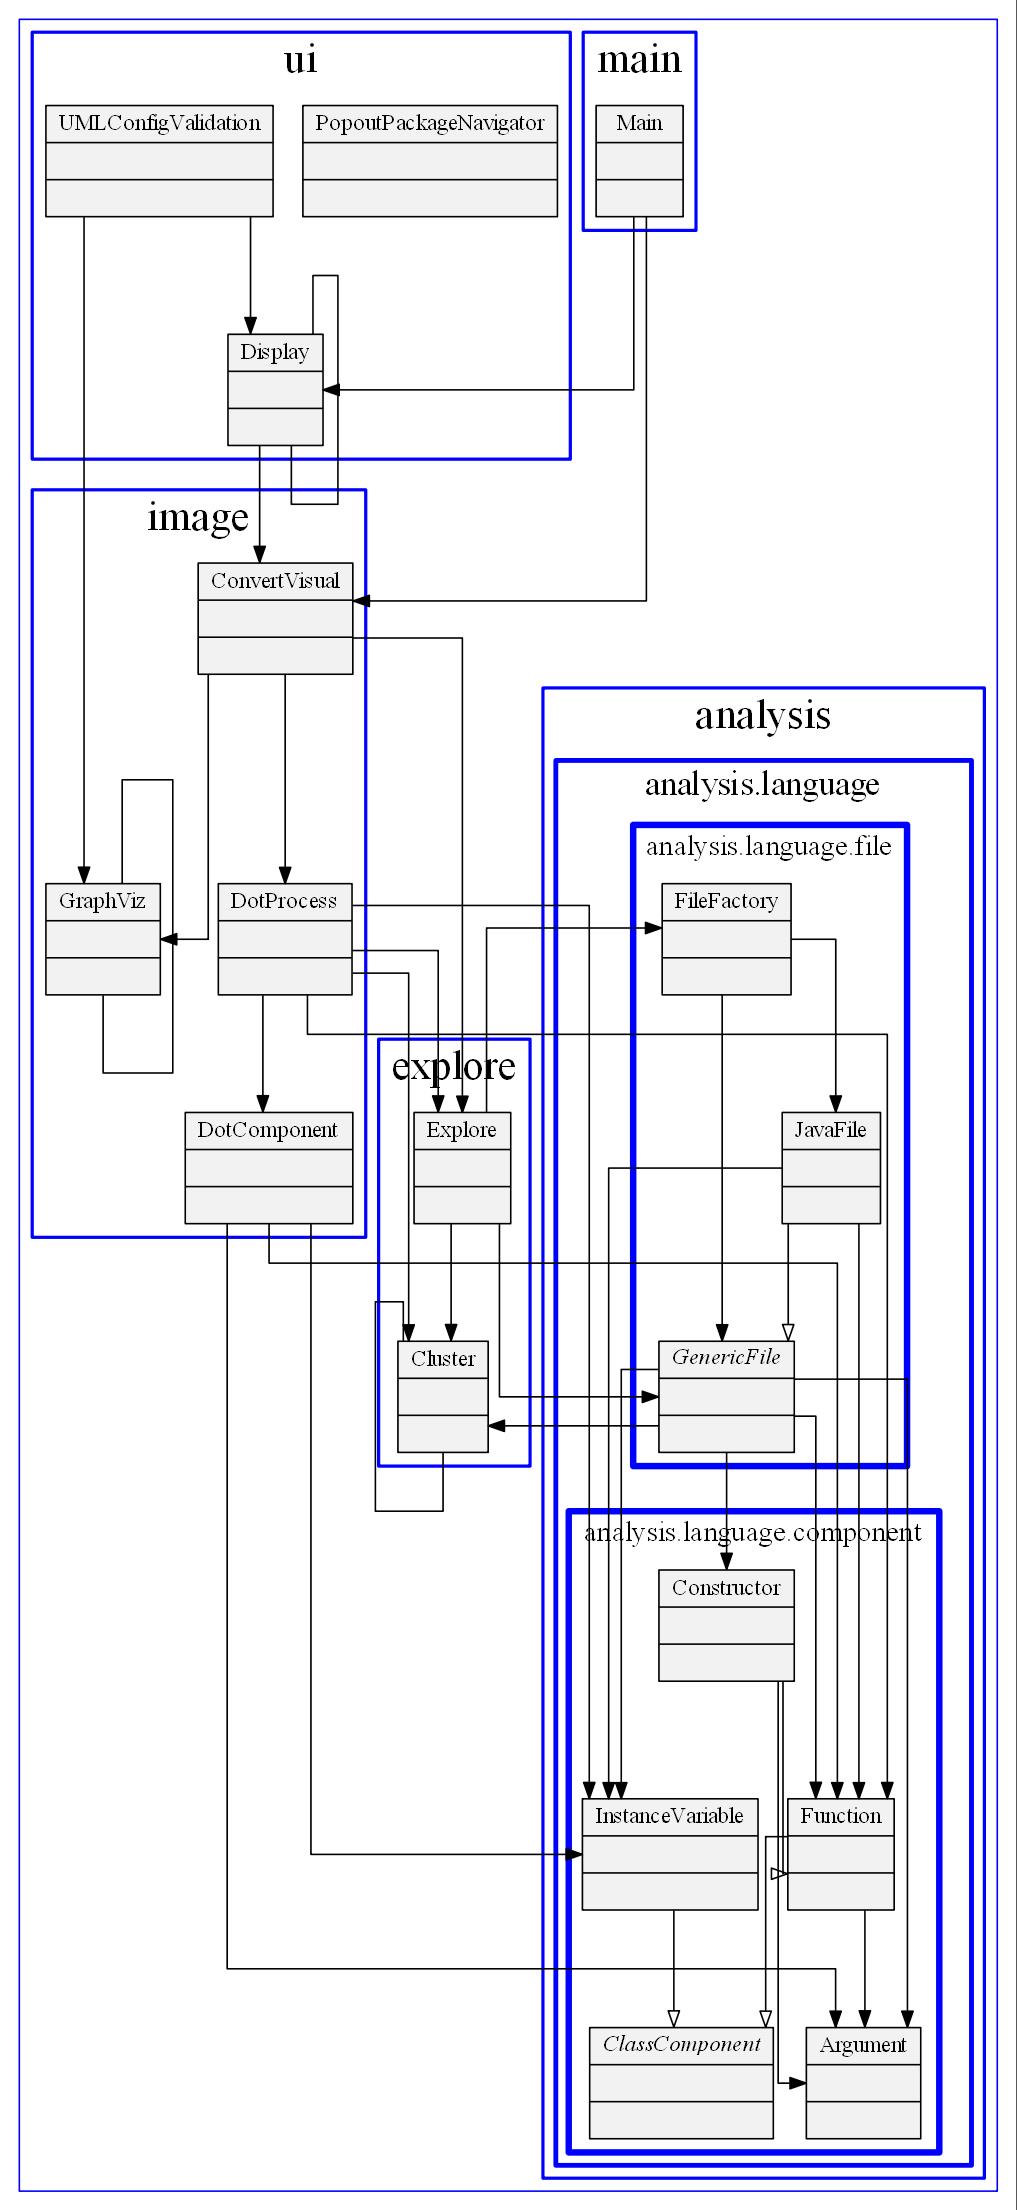 ui
main
UMLConfigValidation
PopoutPackageNavigator
Main
Display
image
ConvertVisual
analysis
analysis.language
analysis.language.file
GraphViz
DotProcess
FileFactory
explore
DotComponent
Explore
JavaFile
Cluster
GenericFile
analysis.language.component
Constructor
InstanceVariable
Function
ClassComponent
Argument